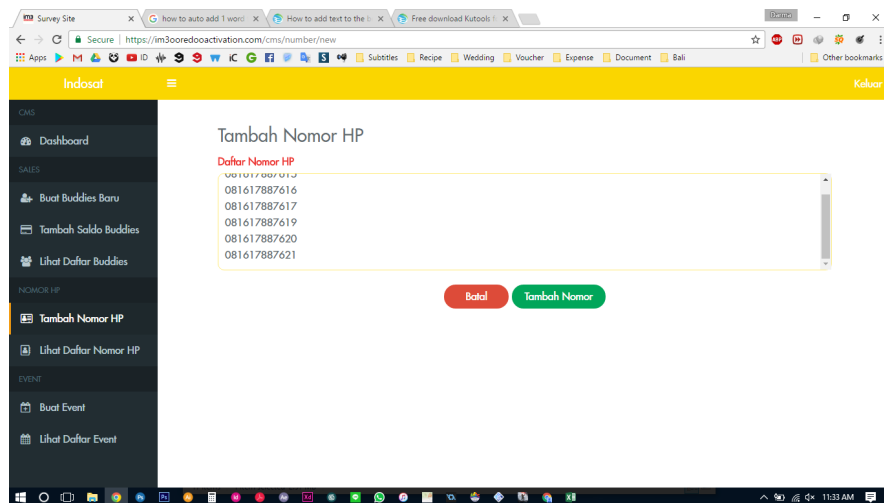 Survey Site
how to auto add 1 word
How to add text to the b
Free download Kutools f
Darma
Secure https://im3ooredooactivation.com/cms/number/new
Apps
ID
iC
Subtitles
Recipe
Wedding
Voucher
Expense
Document
Bali
Other bookmarks
Indosat
Keluar
CMS
Dashboard
SALES
Buat Buddies Baru
Tambah Saldo Buddies
Lihat Daftar Buddies
NOMOR HP
Tambah Nomor HP
Lihat Daftar Nomor HP
EVENT
Buat Event
Lihat Daftar Event
Tambah Nomor HP
Daftar Nomor HP
081617887615
081617887616
081617887617
081617887619
081617887620
081617887621
Batal
Tambah Nomor
11:33 AM